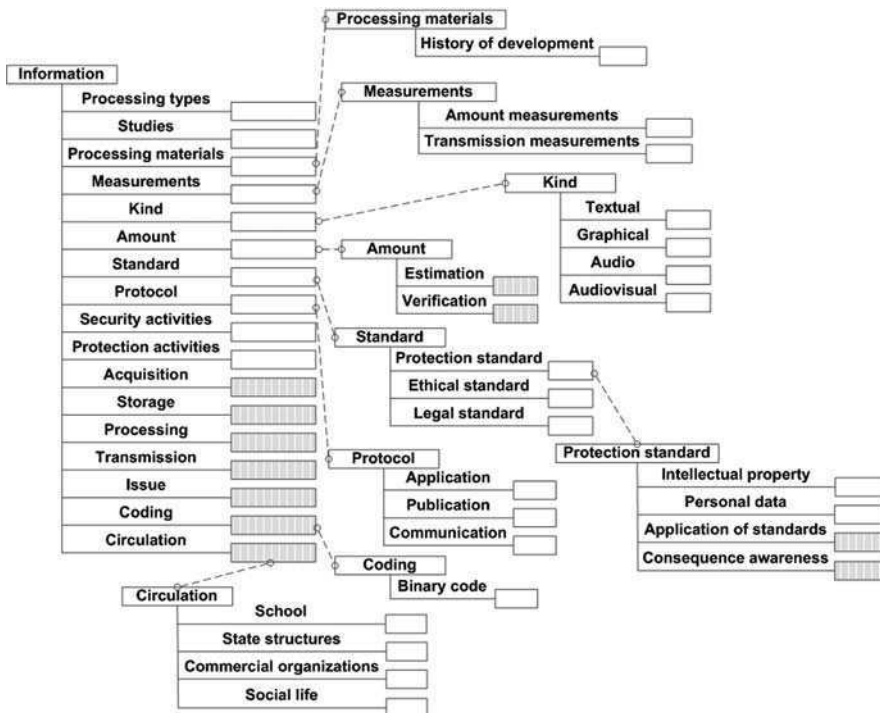 Processing materials
History of development
Information
Processing types
Studies
Processing materials
Measurements
Kind
Amount
Standard
Protocol
Security activities
Protection activities
Acquisition
Storage
Processing
Transmission
Issue
Coding
Circulation
Measurements
Amount measurements
Transmission measurements
Kind
Textual
Graphical
Audio
Audiovisual
Amount
Estimation
Verification
Standard
Protection standard
Ethical standard
Legal standard
Protection standard
Intellectual property
Personal data
Application of standards
Consequence awareness
Protocol
Application
Publication
Communication
Coding
Binary code
Circulation
School
State structures
Commercial organizations
Social life